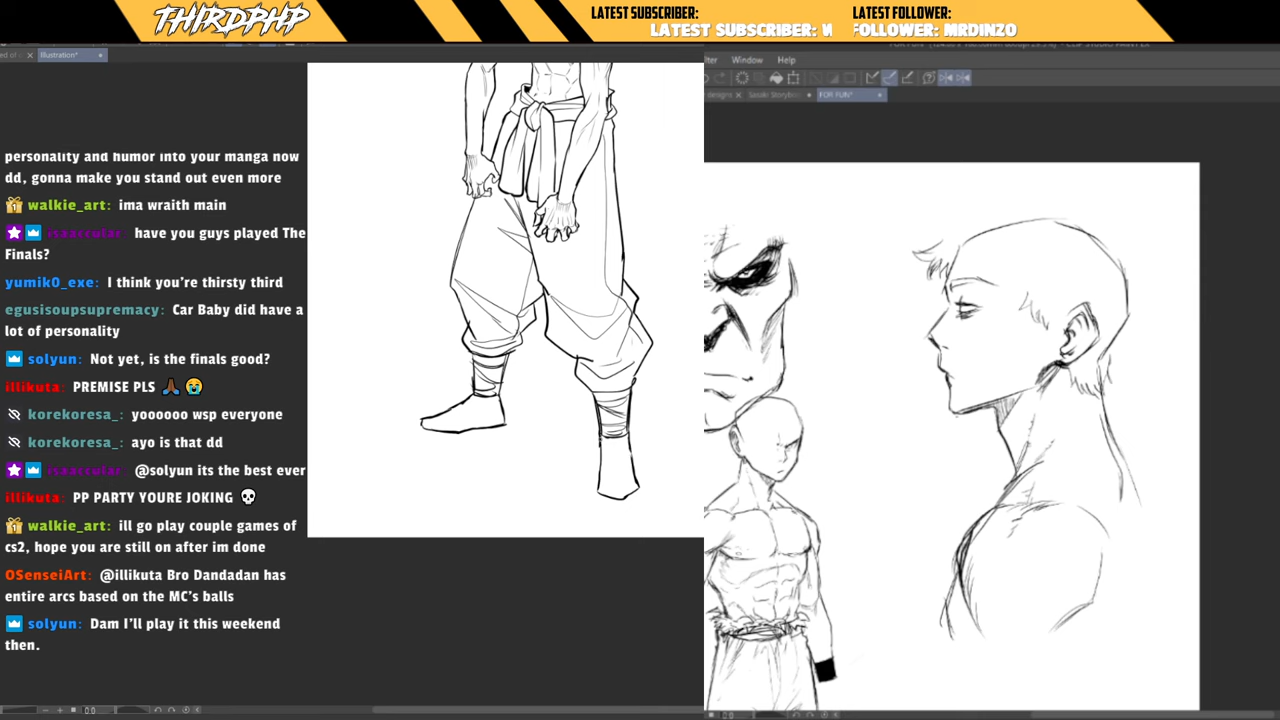 THIRDPHP
LATEST SUBSCRIBER:
LATEST SUBSCRIBER: W
LATEST FOLLOWER:
FOLLOWER: MRDINZO
Illustration*
Window Help
FOR FUN*
personality and humor into your manga now
dd, gonna make you stand out even more
walkie_art: ima wraith main
isaaccular: have you guys played The
Finals?
yumik0_exe: I think you're thirsty third
egusisoupsupremacy: Car Baby did have a
lot of personality
solyun: Not yet, is the finals good?
illikuta: PREMISE PLS 🙏🏾 😭
korekoresa_: yoooooo wsp everyone
korekoresa_: ayo is that dd
isaaccular: @solyun its the best ever
illikuta: PP PARTY YOURE JOKING 💀
walkie_art: ill go play couple games of
cs2, hope you are still on after im done
OSenseiArt: @illikuta Bro Dandadan has
entire arcs based on the MC's balls
solyun: Dam I'll play it this weekend
then.